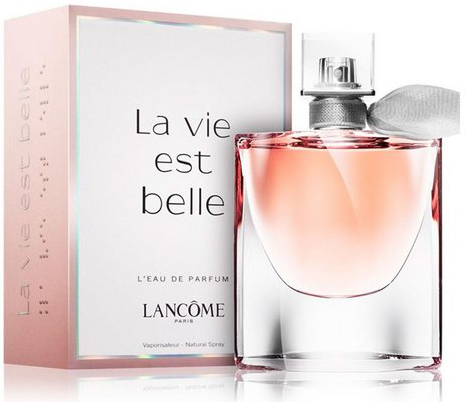 La vie est belle
La vie
est
belle
L'EAU DE PARFUM
LANCÔME
PARIS
Vaporisateur - Natural Spray